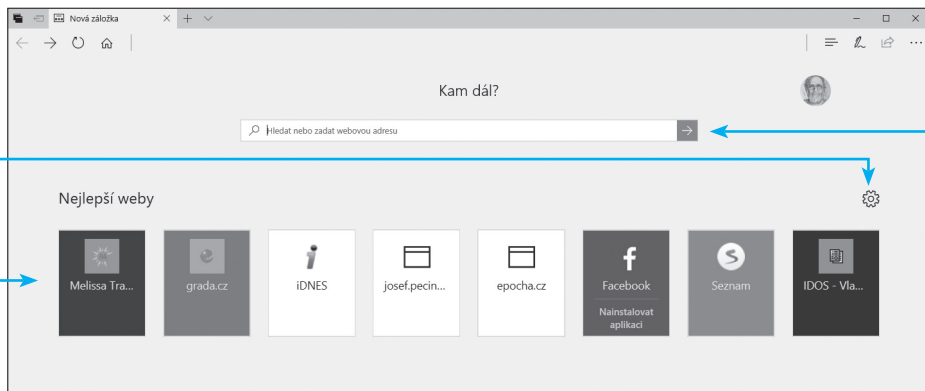 Nová záložka
Kam dál?
Hledat nebo zadat webovou adresu
Nejlepší weby
Melissa Tra...
grada.cz
iDNES
josef.pecin...
epocha.cz
Facebook
Nainstalovat
aplikaci
Seznam
IDOS - Vla...